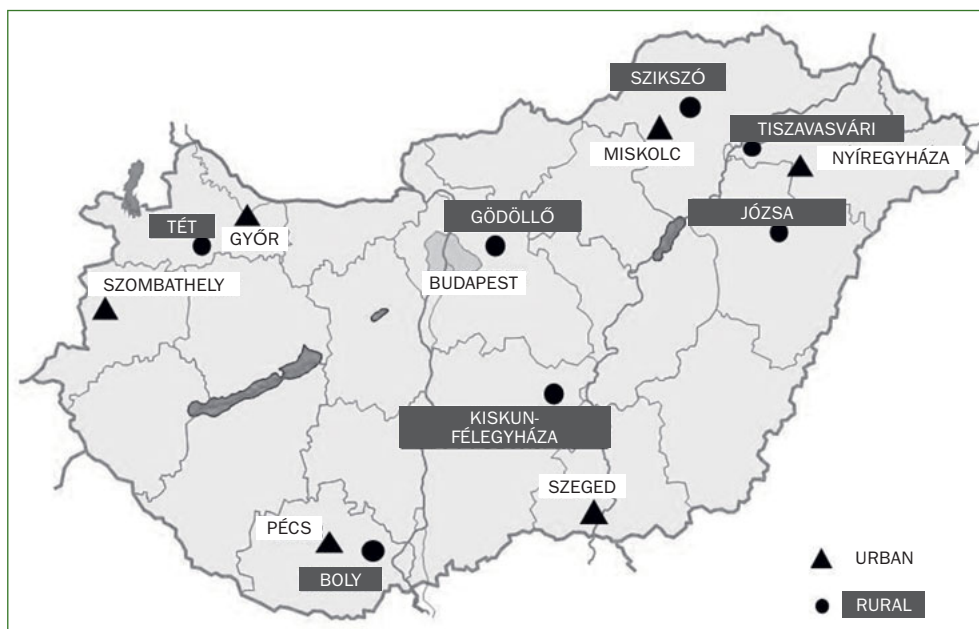 SZIKSZÓ
TISZAVASVÁRI
MISKOLC
NYÍREGYHÁZA
TÉT
GYŐR
GÖDÖLLŐ
JÓZSA
BUDAPEST
SZOMBATHELY
KISKUN-
FÉLEGYHÁZA
SZEGED
PÉCS
BOLY
URBAN
RURAL